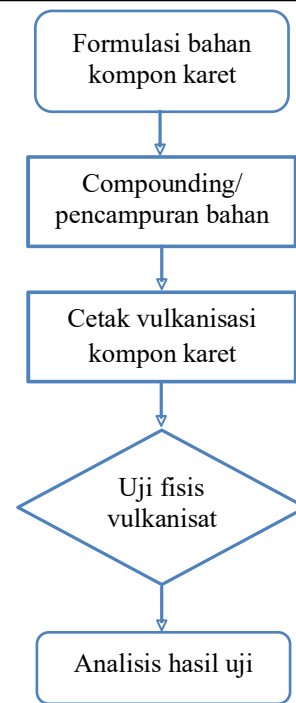 Formulasi bahan
kompon karet
Compounding/
pencampuran bahan
Cetak vulkanisasi
kompon karet
Uji fisis
vulkanisat
Analisis hasil uji